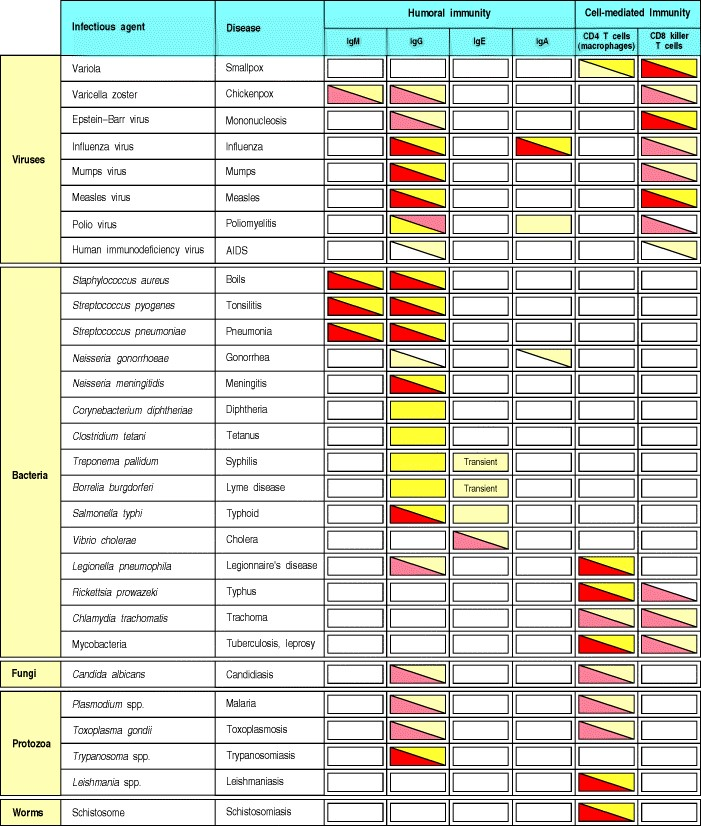 Infectious agent Disease Humoral immunity Cell-mediated Immunity
IgM IgG IgE IgA CD4 T cells (macrophages) CD8 killer T cells
Viruses
Variola Smallpox
Varicella zoster Chickenpox
Epstein–Barr virus Mononucleosis
Influenza virus Influenza
Mumps virus Mumps
Measles virus Measles
Polio virus Poliomyelitis
Human immunodeficiency virus AIDS
Bacteria
Staphylococcus aureus Boils
Streptococcus pyogenes Tonsilitis
Streptococcus pneumoniae Pneumonia
Neisseria gonorrhoeae Gonorrhea
Neisseria meningitidis Meningitis
Corynebacterium diphtheriae Diphtheria
Clostridium tetani Tetanus
Treponema pallidum Syphilis Transient
Borrelia burgdorferi Lyme disease Transient
Salmonella typhi Typhoid
Vibrio cholerae Cholera
Legionella pneumophila Legionnaire's disease
Rickettsia prowazeki Typhus
Chlamydia trachomatis Trachoma
Mycobacteria Tuberculosis, leprosy
Fungi
Candida albicans Candidiasis
Protozoa
Plasmodium spp. Malaria
Toxoplasma gondii Toxoplasmosis
Trypanosoma spp. Trypanosomiasis
Leishmania spp. Leishmaniasis
Worms
Schistosome Schistosomiasis